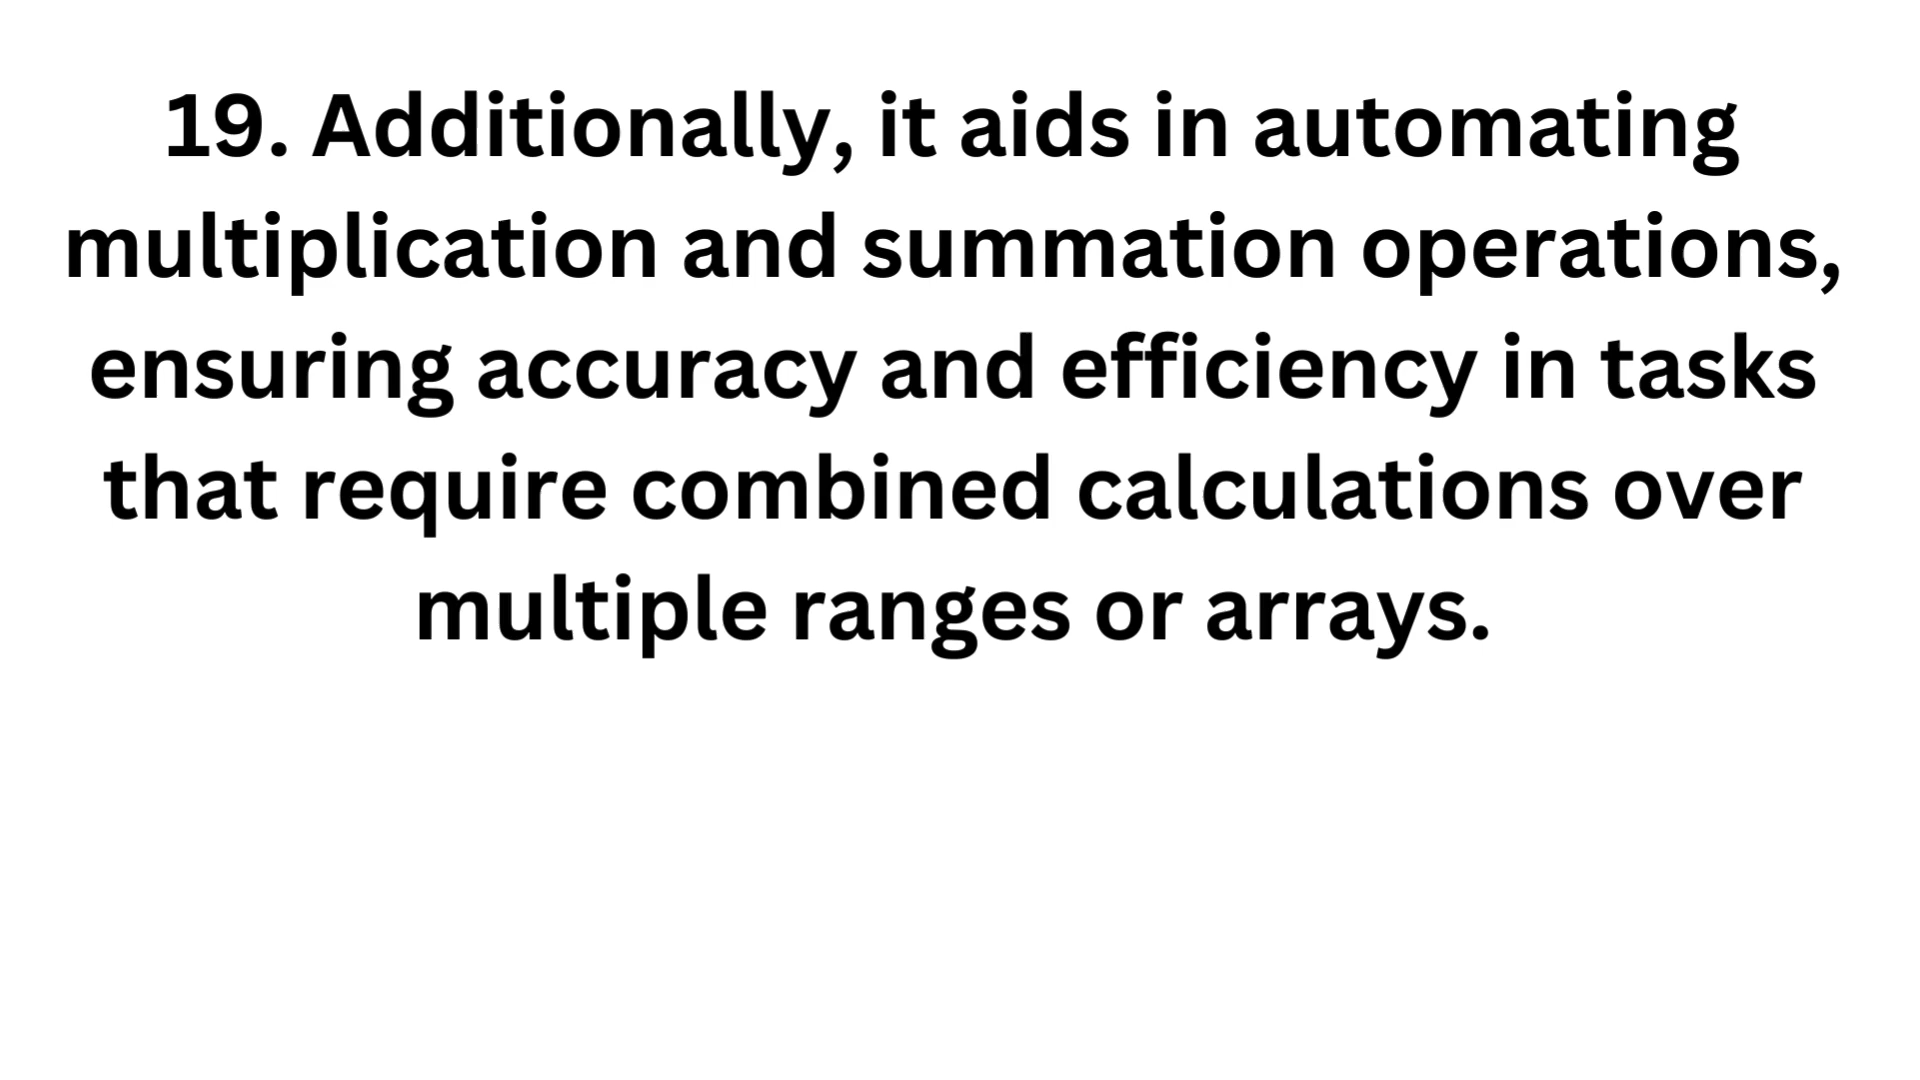 19. Additionally, it aids in automating
multiplication and summation operations,
ensuring accuracy and efficiency in tasks
that require combined calculations over
multiple ranges or arrays.